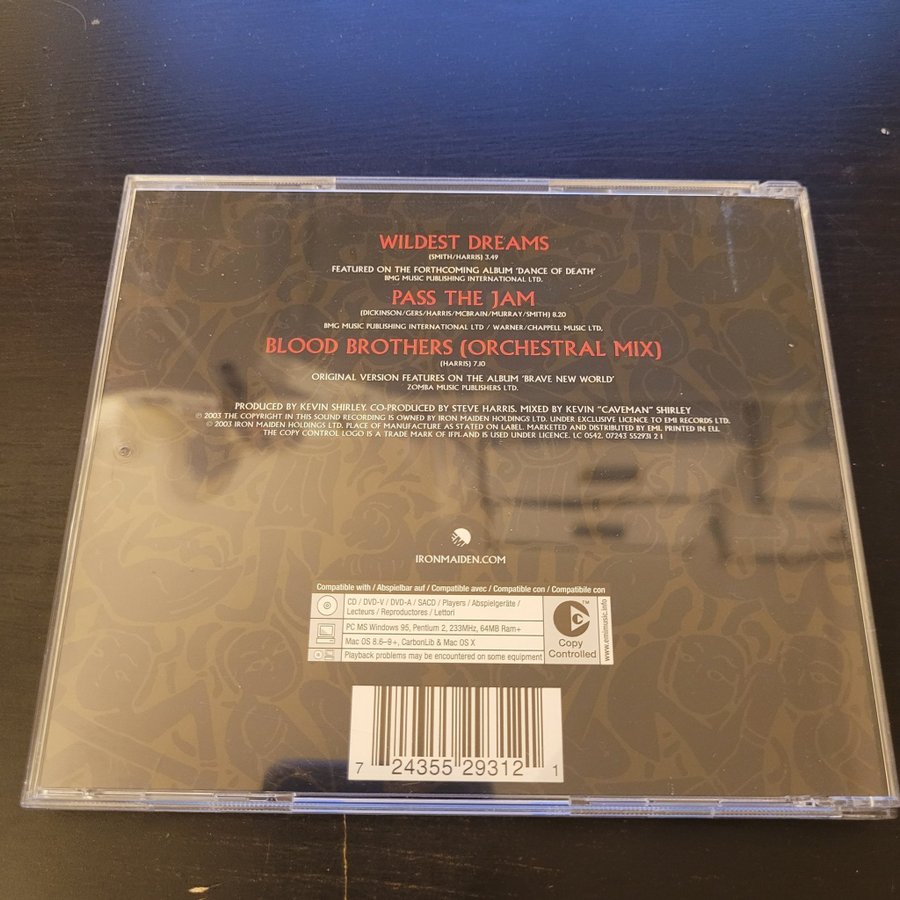 WILDEST DREAMS
(SMITH/HARRIS) 3.49
FEATURED ON THE FORTHCOMING ALBUM 'DANCE OF DEATH'
BMG MUSIC PUBLISHING INTERNATIONAL LTD.
PASS THE JAM
(DICKINSON/GERS/HARRIS/MCBRAIN/MURRAY/SMITH) 8.20
BMG MUSIC PUBLISHING INTERNATIONAL LTD / WARNER/CHAPPELL MUSIC LTD,
BLOOD BROTHERS (ORCHESTRAL MIX)
(HARRIS) 7.10
ORIGINAL VERSION FEATURES ON THE ALBUM 'BRAVE NEW WORLD'
ZOMBA MUSIC PUBLISHERS LTD.
PRODUCED BY KEVIN SHIRLEY. CO-PRODUCED BY STEVE HARRIS. MIXED BY KEVIN "CAVEMAN" SHIRLEY
℗ 2003 THE COPYRIGHT IN THIS SOUND RECORDING IS OWNED BY IRON MAIDEN HOLDINGS LTD. UNDER EXCLUSIVE LICENCE TO EMI RECORDS LTD.
© 2003 IRON MAIDEN HOLDINGS LTD. PLACE OF MANUFACTURE AS STATED ON LABEL. MARKETED AND DISTRIBUTED BY EMI. PRINTED IN EU.
THE COPY CONTROL LOGO IS A TRADE MARK OF IFPI.AND IS USED UNDER LICENCE. LC 0542. 07243 552931 2 1
EMI
IRONMAIDEN.COM
Compatible with / Abspielbar auf / Compatible avec / Compatible con / Compatibile con
CD / DVD-V / DVD-A / SACD / Players / Abspielgeräte /
Lecteurs / Reproductores / Lettori
PC MS Windows 95, Pentium 2, 233MHz, 64MB Ram+
Mac OS 8.6–9+, CarbonLib & Mac OS X
Playback problems may be encountered on some equipment
C
TM
Copy
Controlled
www.emimusic.info
7 24355 29312 1